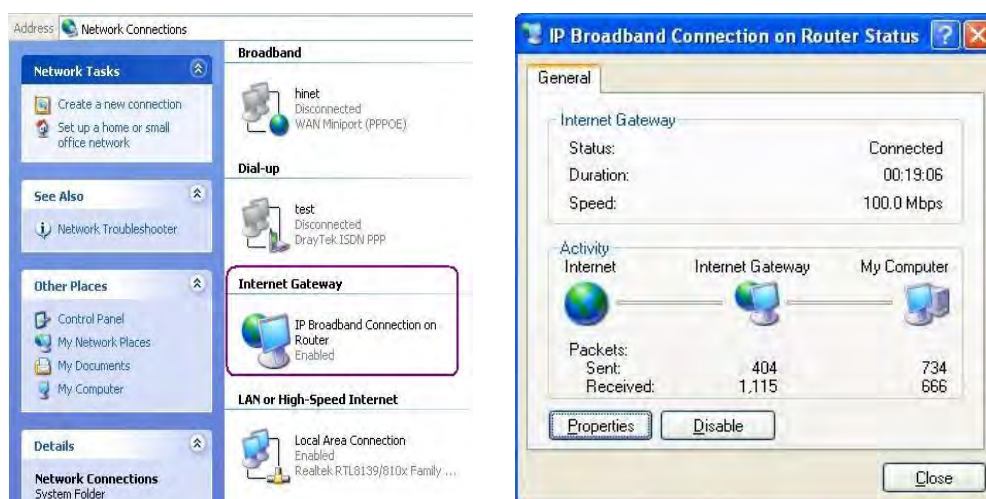 Address Network Connections
Network Tasks
Create a new connection
Set up a home or small
office network
See Also
Network Troubleshooter
Other Places
Control Panel
My Network Places
My Documents
My Computer
Details
Network Connections
System Folder
Broadband
hinet
Disconnected
WAN Miniport (PPPOE)
Dial-up
test
Disconnected
DrayTek ISDN PPP
Internet Gateway
IP Broadband Connection on
Router
Enabled
LAN or High-Speed Internet
Local Area Connection
Enabled
Realtek RTL8139/810x Family ...
IP Broadband Connection on Router Status
General
Internet Gateway
Status: Connected
Duration: 00:19:06
Speed: 100.0 Mbps
Activity
Internet Internet Gateway My Computer
Packets:
Sent: 404 734
Received: 1,115 666
Properties Disable
Close